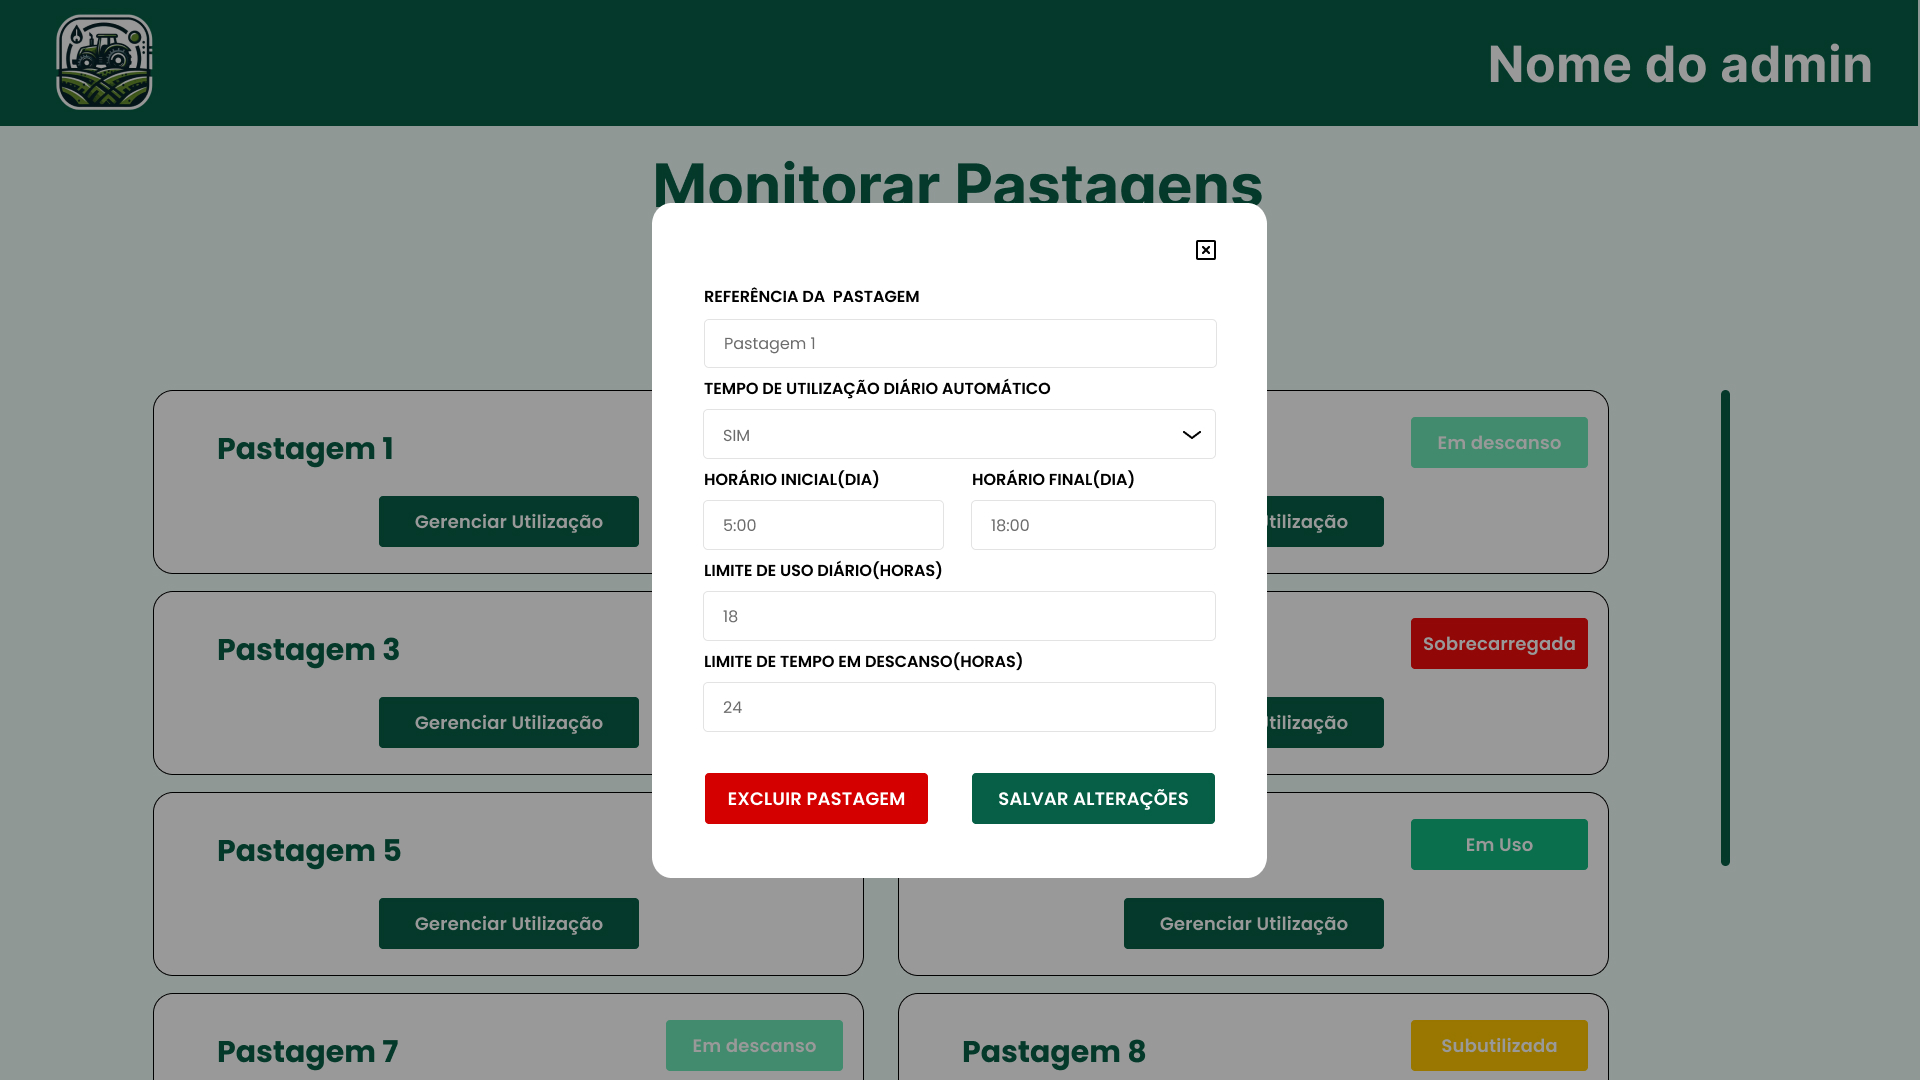 Nome do admin
Monitorar Pastagens
REFERÊNCIA DA  PASTAGEM
Pastagem 1
TEMPO DE UTILIZAÇÃO DIÁRIO AUTOMÁTICO
SIM
HORÁRIO INICIAL(DIA) HORÁRIO FINAL(DIA)
5:00 18:00
LIMITE DE USO DIÁRIO(HORAS)
18
LIMITE DE TEMPO EM DESCANSO(HORAS)
24
EXCLUIR PASTAGEM SALVAR ALTERAÇÕES
Pastagem 1
Gerenciar Utilização
Em descanso
Utilização
Pastagem 3
Gerenciar Utilização
Sobrecarregada
Utilização
Pastagem 5
Gerenciar Utilização
Em Uso
Gerenciar Utilização
Pastagem 7
Em descanso
Pastagem 8
Subutilizada